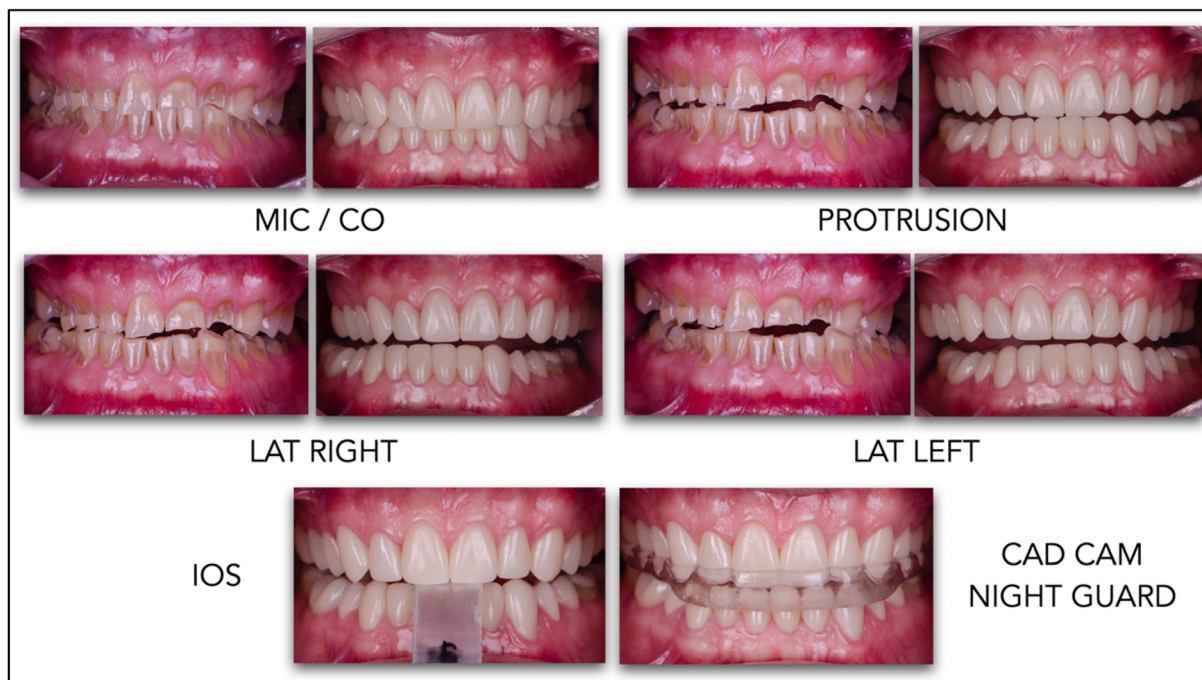 MIC / CO
PROTRUSION
LAT RIGHT
LAT LEFT
IOS
CAD CAM
NIGHT GUARD